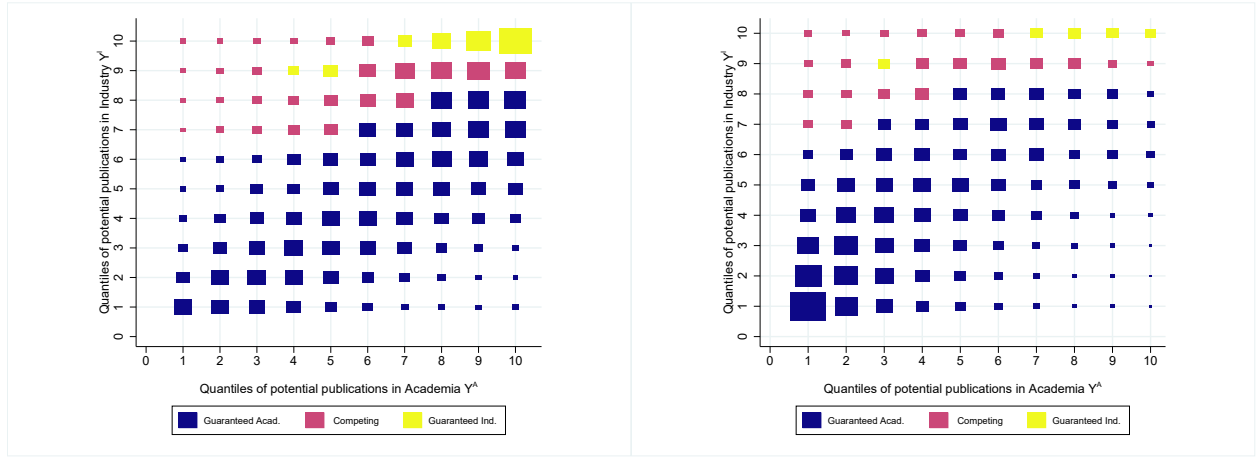 Quantiles of potential publications in Industry Y^I
10
9
8
7
6
5
4
3
2
1
0
0 1 2 3 4 5 6 7 8 9 10
Quantiles of potential publications in Academia Y^A
Guaranteed Acad. Competing Guaranteed Ind.
Quantiles of potential publications in Industry Y^I
10
9
8
7
6
5
4
3
2
1
0
0 1 2 3 4 5 6 7 8 9 10
Quantiles of potential publications in Academia Y^A
Guaranteed Acad. Competing Guaranteed Ind.